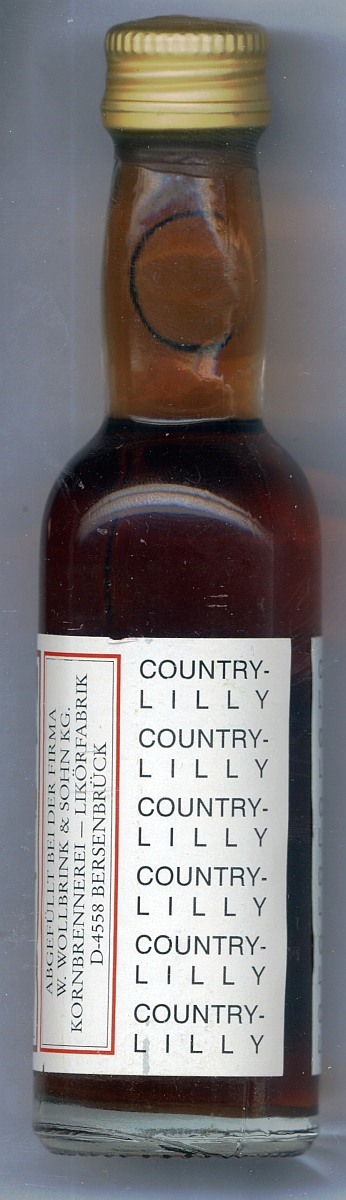 ABGEFÜLLT BEI DER FIRMA
W. WOLLBRINK & SOHN KG.
KORNBRENNEREI – LIKÖRFABRIK
D-4558 BERSENBRÜCK
COUNTRY-
LILLY
COUNTRY-
LILLY
COUNTRY-
LILLY
COUNTRY-
LILLY
COUNTRY-
LILLY
COUNTRY-
LILLY